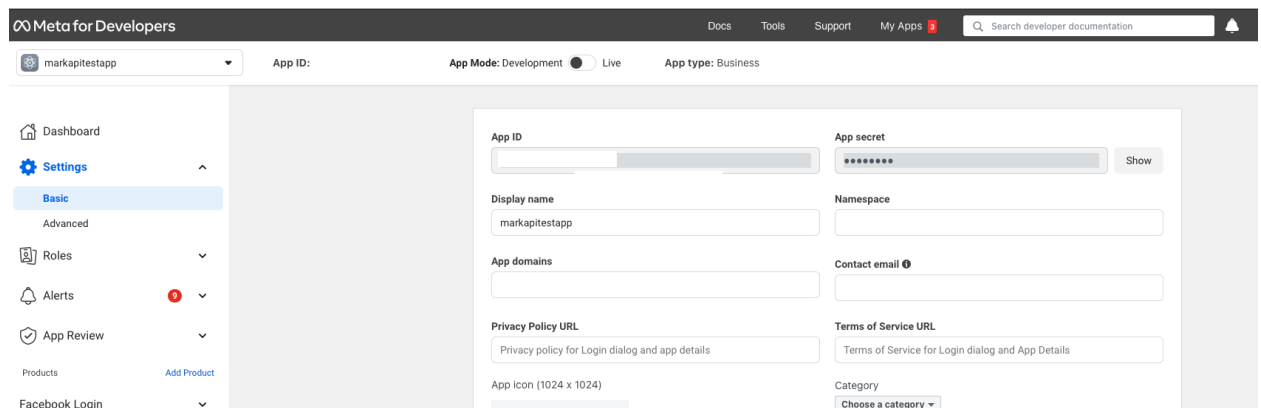 Meta for Developers
Docs Tools Support My Apps 3 Search developer documentation
markapitestapp App ID: App Mode: Development Live App type: Business
Dashboard
Settings
Basic
Advanced
Roles
Alerts 9
App Review
Products Add Product
Facebook Login
App ID App secret
•••••••• Show
Display name Namespace
markapitestapp
App domains Contact email
Privacy Policy URL Terms of Service URL
Privacy policy for Login dialog and app details Terms of Service for Login dialog and App Details
App icon (1024 x 1024) Category
Choose a category